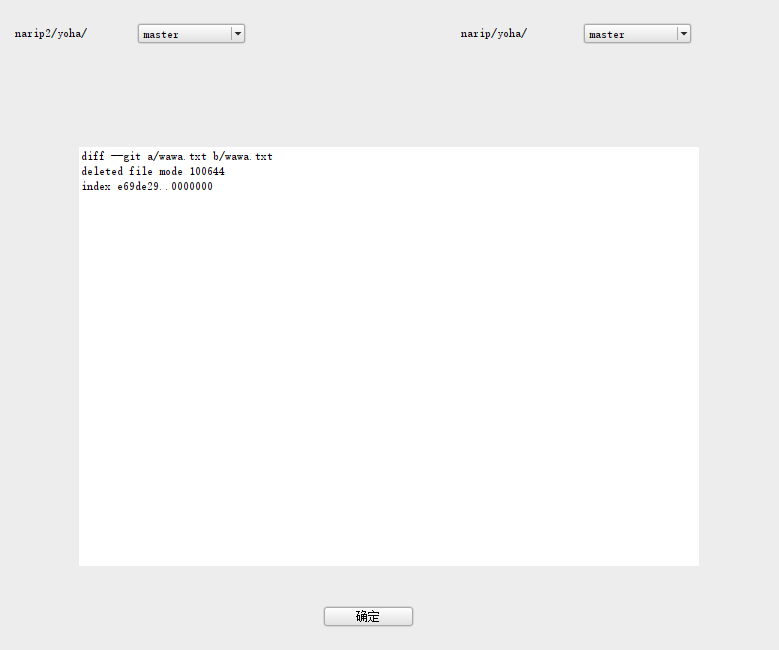 narip2/yoha/
master
narip/yoha/
master
diff --git a/wawa.txt b/wawa.txt
deleted file mode 100644
index e69de29..0000000
确定